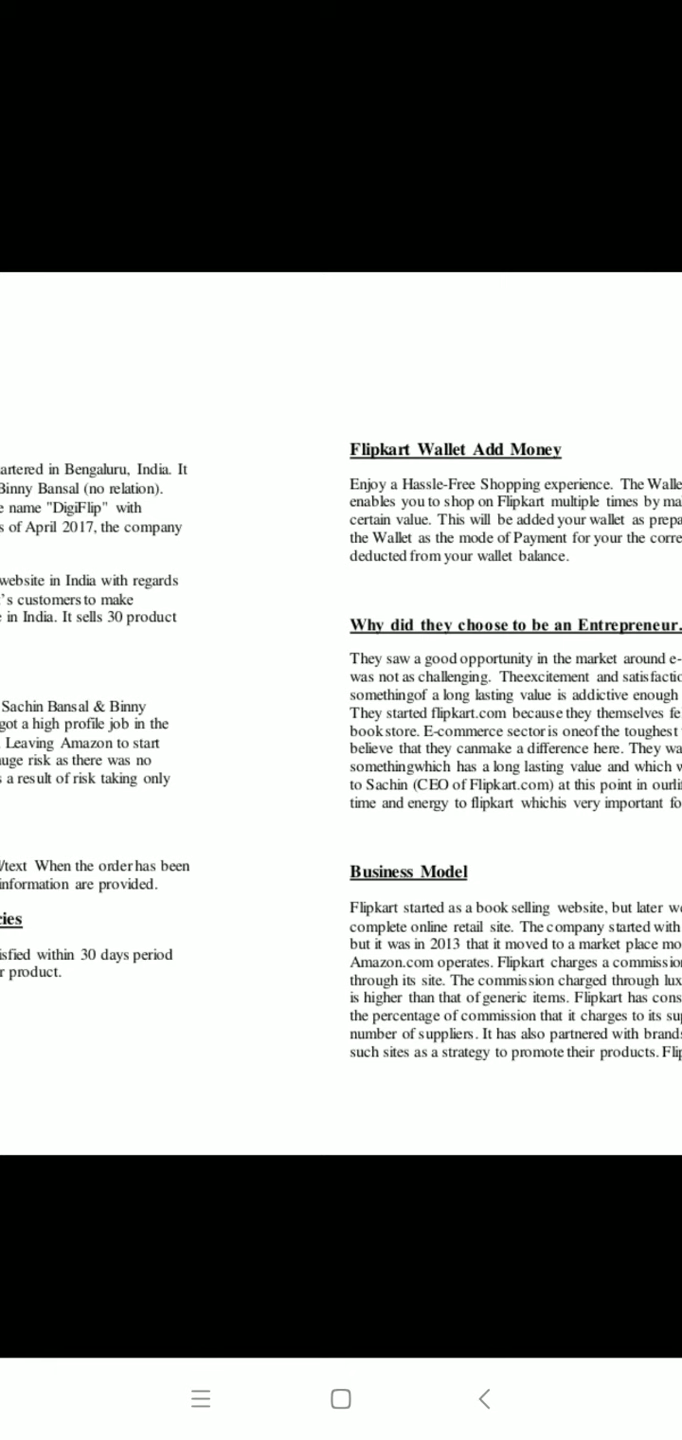 artered in Bengaluru, India. It
Binny Bansal (no relation).
e name "DigiFlip" with
s of April 2017, the company
website in India with regards
's customers to make
e in India. It sells 30 product
Sachin Bansal & Binny
got a high profile job in the
Leaving Amazon to start
uge risk as there was no
s a result of risk taking only
/text When the order has been
information are provided.
cies
isfied within 30 days period
r product.
Flipkart Wallet Add Money
Enjoy a Hassle-Free Shopping experience. The Walle
enables you to shop on Flipkart multiple times by ma
certain value. This will be added your wallet as prepa
the Wallet as the mode of Payment for your the corre
deducted from your wallet balance.
Why did they choose to be an Entrepreneur.
They saw a good opportunity in the market around e-
was not as challenging. Theexcitement and satisfactio
somethingof a long lasting value is addictive enough
They started flipkart.com because they themselves fe
book store. E-commerce sector is oneof the toughest
believe that they canmake a difference here. They wa
somethingwhich has a long lasting value and which w
to Sachin (CEO of Flipkart.com) at this point in ourli
time and energy to flipkart whichis very important fo
Business Model
Flipkart started as a book selling website, but later we
complete online retail site. The company started with
but it was in 2013 that it moved to a market place mo
Amazon.com operates. Flipkart charges a commission
through its site. The commission charged through lux
is higher than that of generic items. Flipkart has cons
the percentage of commission that it charges to its su
number of suppliers. It has also partnered with brands
such sites as a strategy to promote their products. Flip